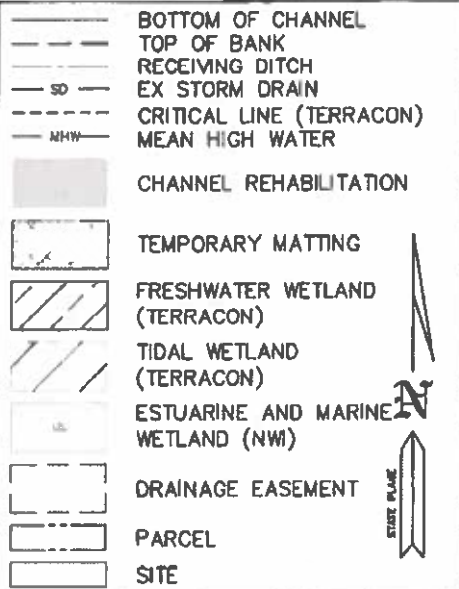 BOTTOM OF CHANNEL
TOP OF BANK
RECEIVING DITCH
SD EX STORM DRAIN
CRITICAL LINE (TERRACON)
MHW MEAN HIGH WATER
CHANNEL REHABILITATION
TEMPORARY MATTING
FRESHWATER WETLAND
(TERRACON)
TIDAL WETLAND
(TERRACON)
ESTUARINE AND MARINE
WETLAND (NWI)
N
DRAINAGE EASEMENT
STATE PLANE
PARCEL
SITE